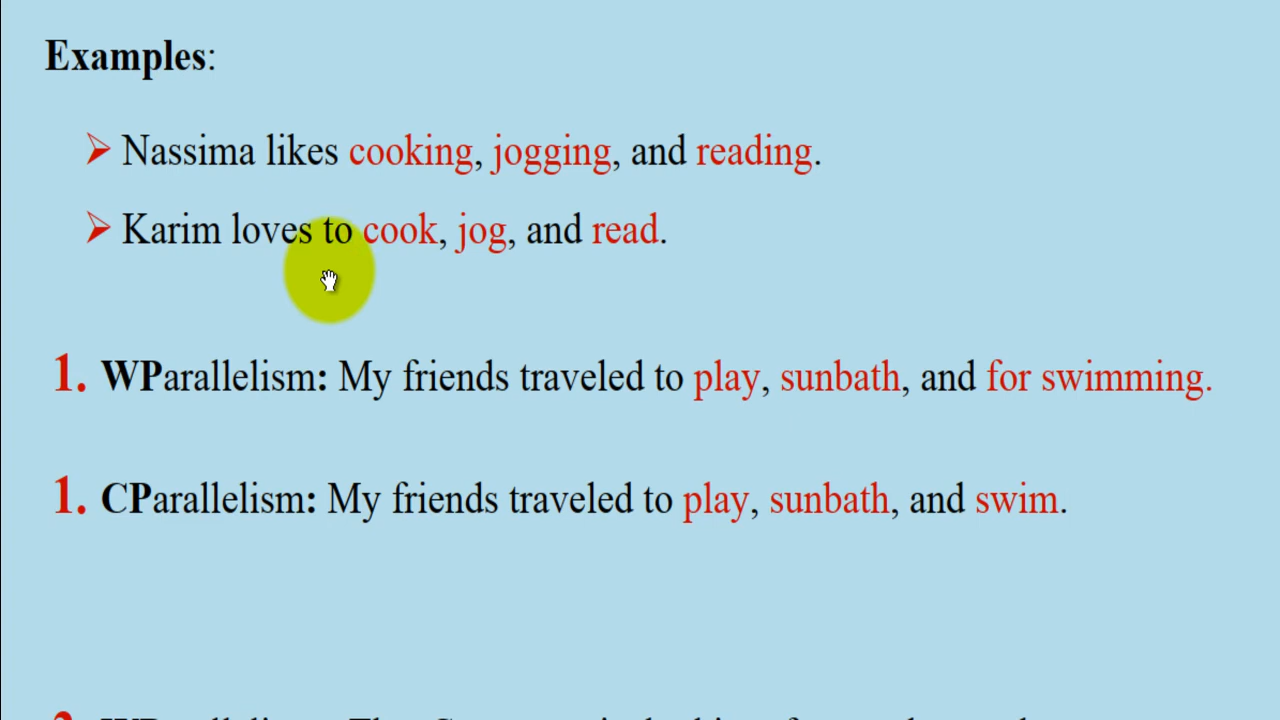 Examples:
➢ Nassima likes cooking, jogging, and reading.
➢ Karim loves to cook, jog, and read.
1. WParallelism: My friends traveled to play, sunbath, and for swimming.
1. CParallelism: My friends traveled to play, sunbath, and swim.